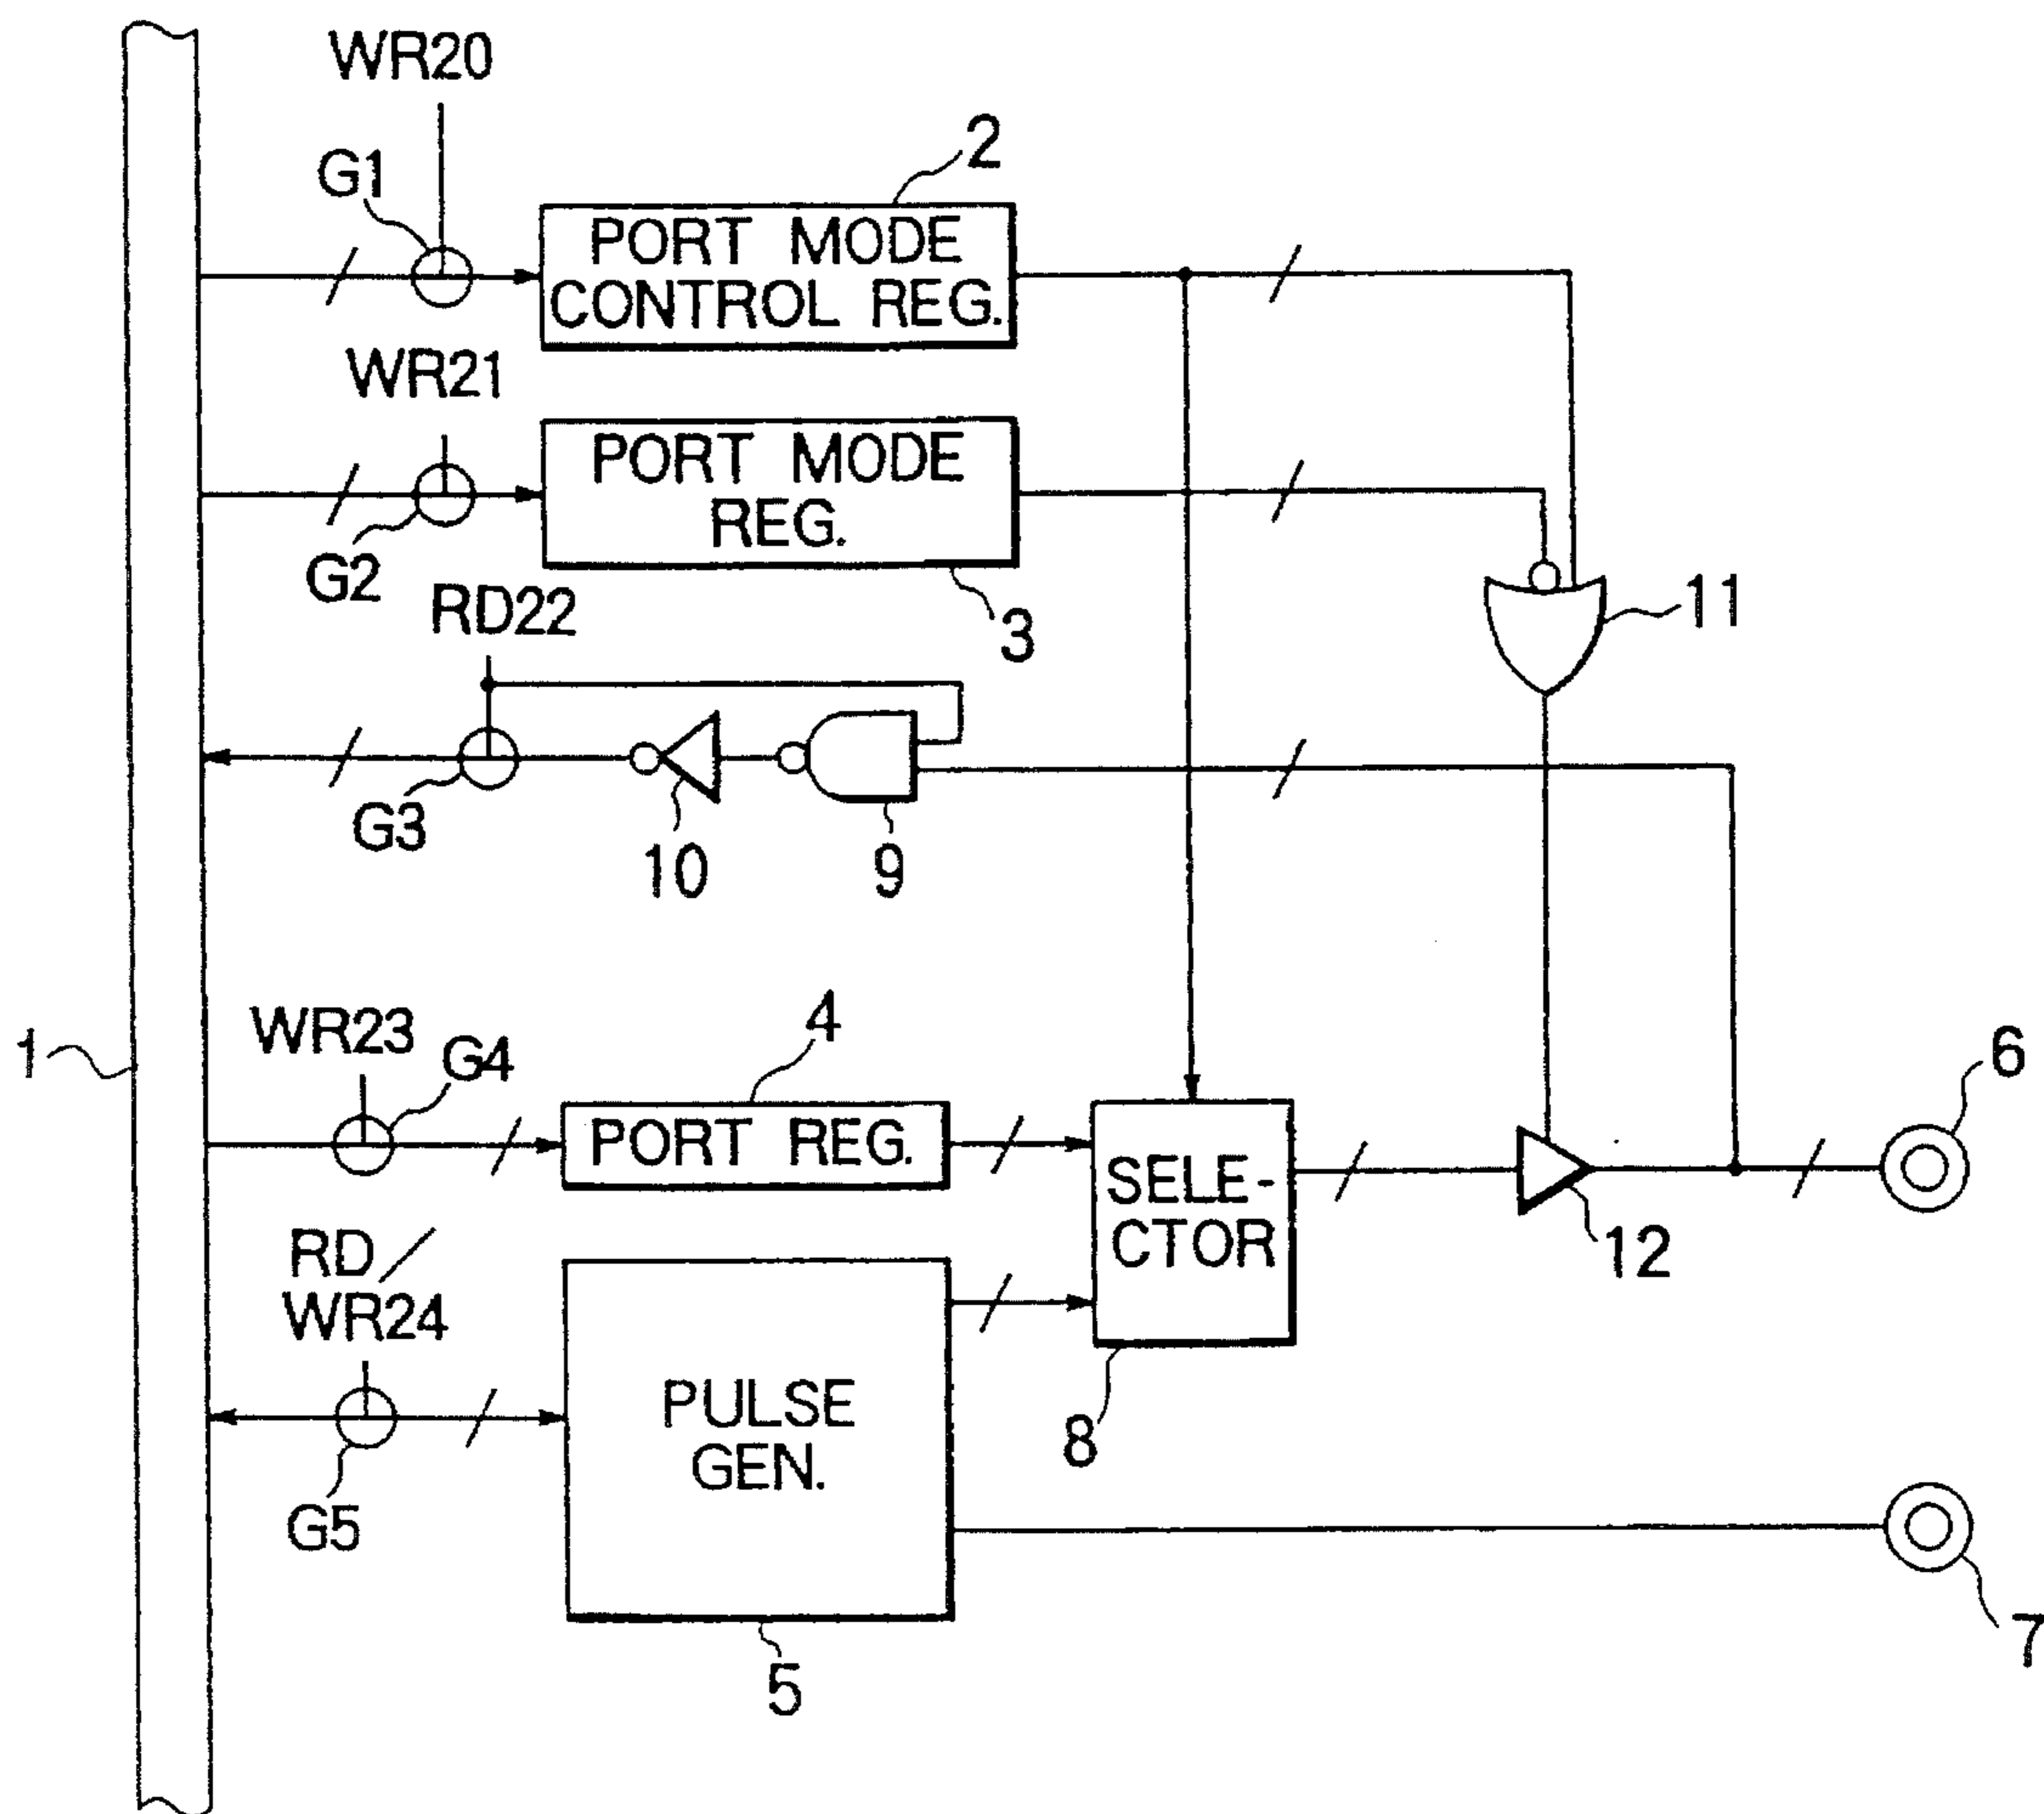 WR20
G1
2
PORT MODE
CONTROL REG.
WR21
PORT MODE
REG.
G2
3
11
RD22
G3
10
9
WR23
G4
4
1
6
PORT REG.
SELE-
CTOR
12
RD/
WR24
PULSE
GEN.
8
G5
5
7